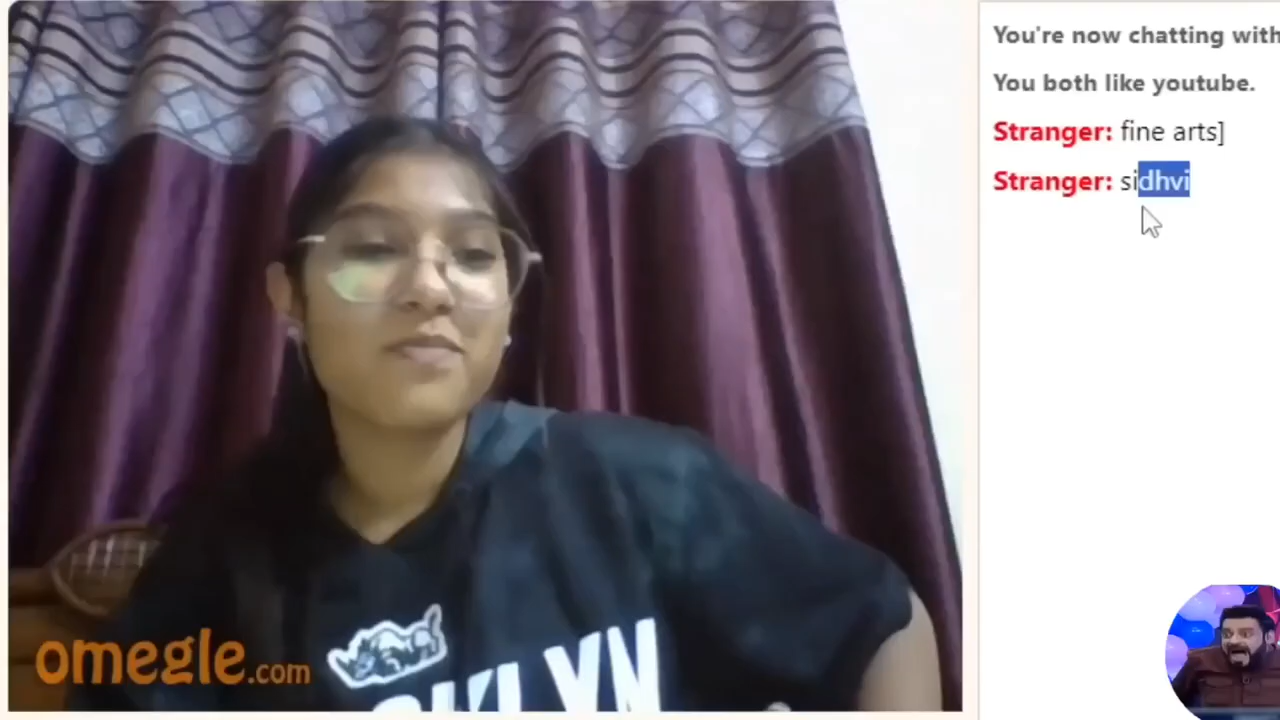 You're now chatting with
You both like youtube.
Stranger: fine arts]
Stranger: sidhvi
omegle.com